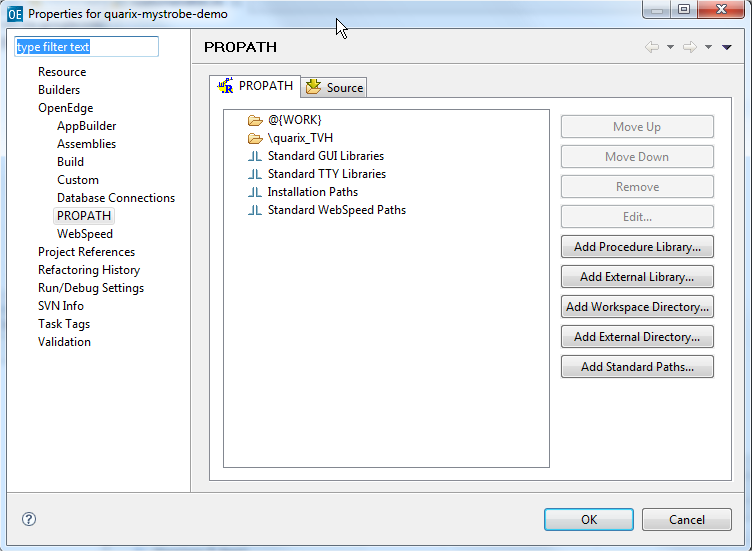 OE Properties for quarix-mystrobe-demo
type filter text
Resource
Builders
OpenEdge
AppBuilder
Assemblies
Build
Custom
Database Connections
PROPATH
WebSpeed
Project References
Refactoring History
Run/Debug Settings
SVN Info
Task Tags
Validation
PROPATH
PROPATH
Source
@{WORK}
\quarix_TVH
Standard GUI Libraries
Standard TTY Libraries
Installation Paths
Standard WebSpeed Paths
Move Up
Move Down
Remove
Edit...
Add Procedure Library...
Add External Library...
Add Workspace Directory...
Add External Directory...
Add Standard Paths...
?
OK
Cancel